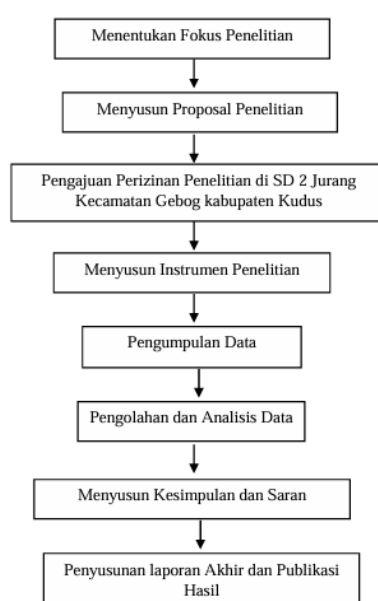 Menentukan Fokus Penelitian
Menyusun Proposal Penelitian
Pengajuan Perizinan Penelitian di SD 2 Jurang
Kecamatan Gebog kabupaten Kudus
Menyusun Instrumen Penelitian
Pengumpulan Data
Pengolahan dan Analisis Data
Menyusun Kesimpulan dan Saran
Penyusunan laporan Akhir dan Publikasi
Hasil